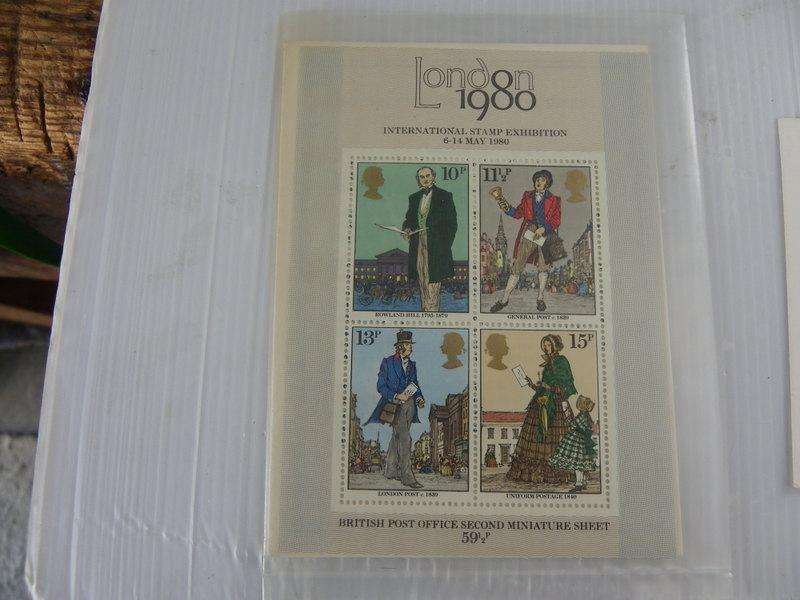 London
1980
INTERNATIONAL STAMP EXHIBITION
6-14 MAY 1980
10P
ROWLAND HILL 1795-1879
11½P
GENERAL POST c.1839
13P
LONDON POST c.1839
15P
UNIFORM POSTAGE 1840
BRITISH POST OFFICE SECOND MINIATURE SHEET
59½P